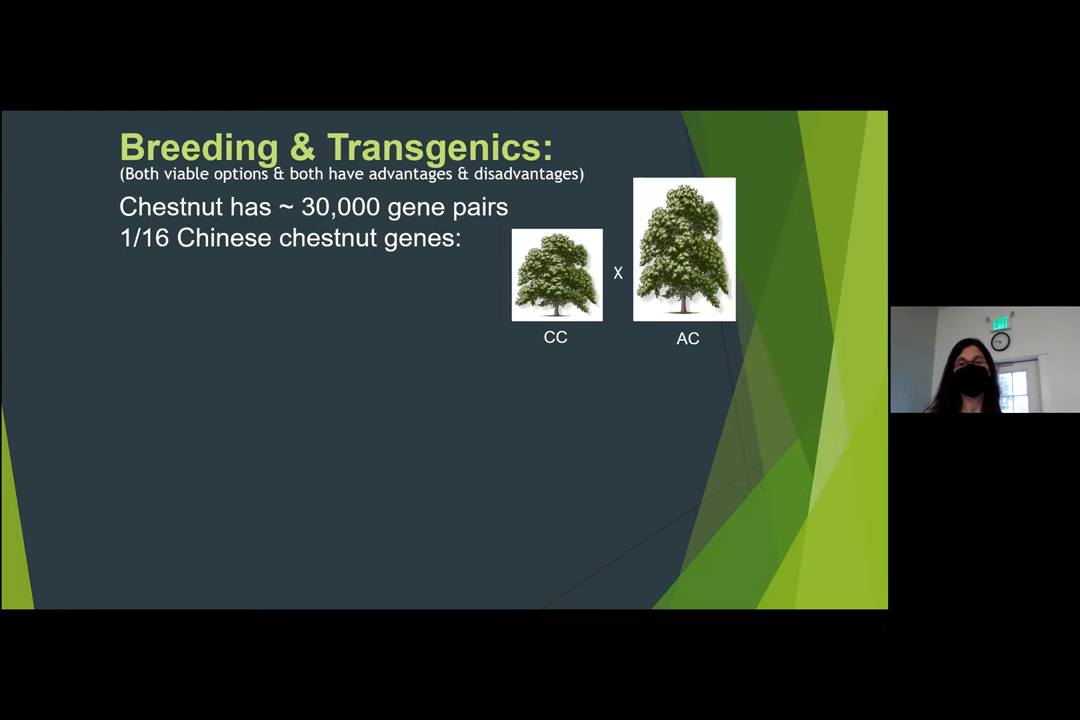 Breeding & Transgenics:
(Both viable options & both have advantages & disadvantages)
Chestnut has ~ 30,000 gene pairs
1/16 Chinese chestnut genes:
X
CC
AC
EXIT